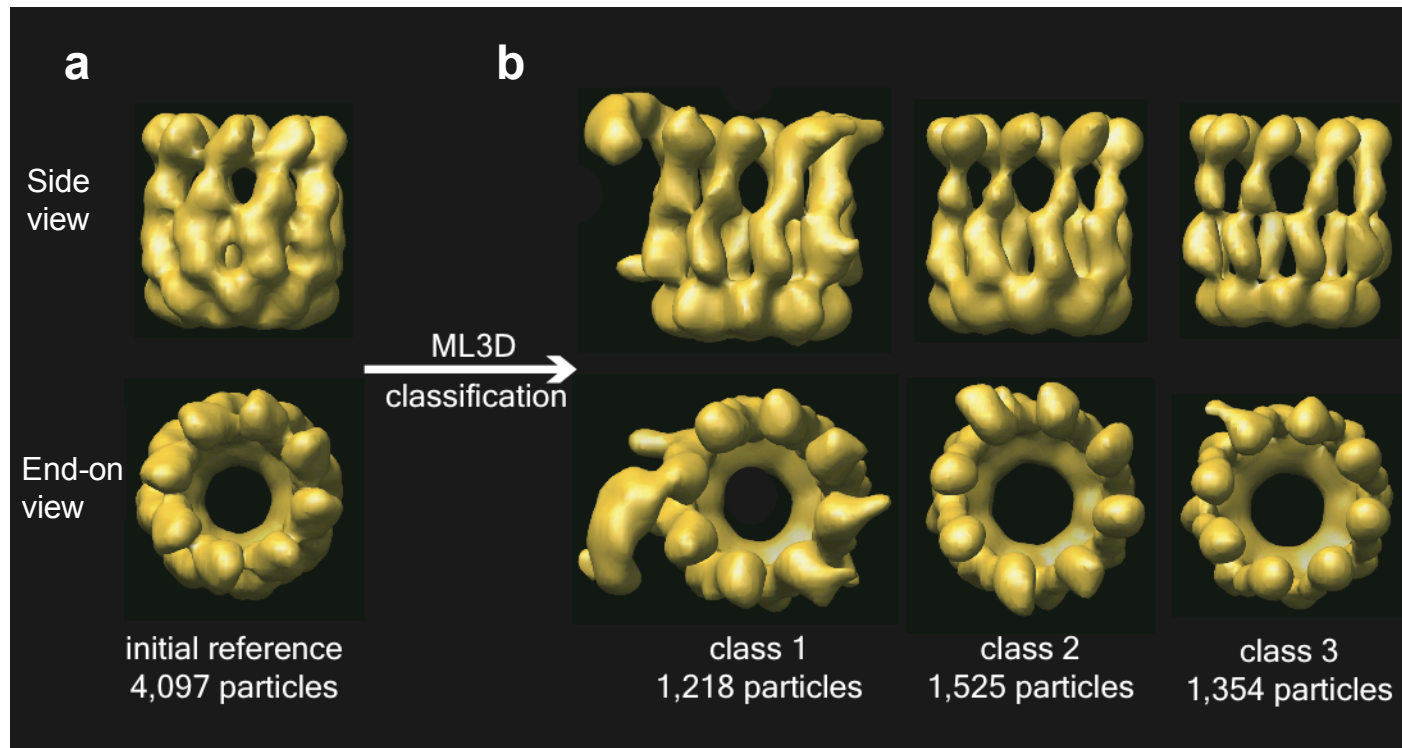 a
b
Side
view
ML3D
classification
End-on
view
initial reference
4,097 particles
class 1
1,218 particles
class 2
1,525 particles
class 3
1,354 particles